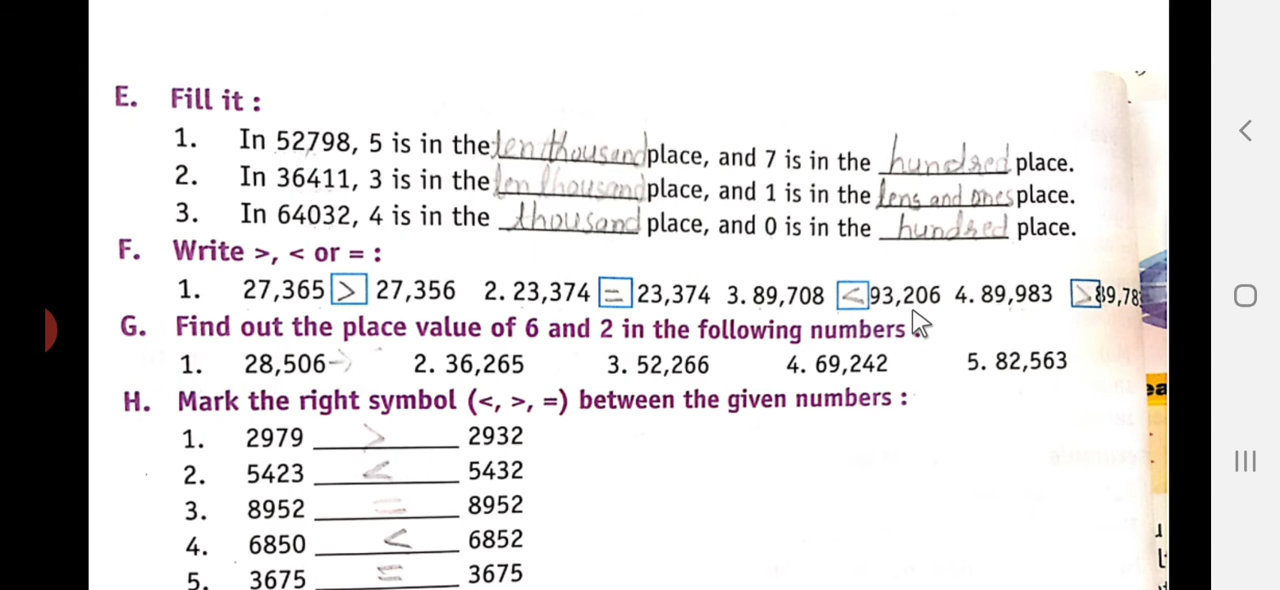 E. Fill it :
1. In 52798, 5 is in the ten thousand place, and 7 is in the hundred place.
2. In 36411, 3 is in the ten thousand place, and 1 is in the tens and ones place.
3. In 64032, 4 is in the thousand place, and 0 is in the hundred place.
F. Write >, < or = :
1. 27,365 > 27,356 2. 23,374 = 23,374 3. 89,708 < 93,206 4. 89,983 > 89,78
G. Find out the place value of 6 and 2 in the following numbers
1. 28,506→ 2. 36,265 3. 52,266 4. 69,242 5. 82,563
H. Mark the right symbol (<, >, =) between the given numbers :
1. 2979 > 2932
2. 5423 < 5432
3. 8952 = 8952
4. 6850 < 6852
5. 3675 = 3675